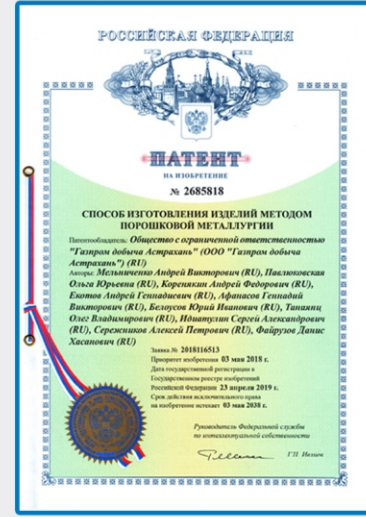 РОССИЙСКАЯ ФЕДЕРАЦИЯ
ПАТЕНТ
НА ИЗОБРЕТЕНИЕ
№ 2685818
СПОСОБ ИЗГОТОВЛЕНИЯ ИЗДЕЛИЙ МЕТОДОМ
ПОРОШКОВОЙ МЕТАЛЛУРГИИ
Патентообладатель: Общество с ограниченной ответственностью
"Газпром добыча Астрахань" (ООО "Газпром добыча
Астрахань") (RU)
Авторы: Мельниченко Андрей Викторович (RU), Павлюковская
Ольга Юрьевна (RU), Коренякин Андрей Федорович (RU),
Екотов Андрей Геннадиевич (RU), Афанасов Геннадий
Викторович (RU), Белоусов Юрий Иванович (RU), Танаянц
Олег Владимирович (RU), Идиатулин Сергей Александрович
(RU), Сережников Алексей Петрович (RU), Файрузов Данис
Хасанович (RU)
Заявка № 2018116513
Приоритет изобретения 03 мая 2018 г.
Дата государственной регистрации в
Государственном реестре изобретений
Российской Федерации 23 апреля 2019 г.
Срок действия исключительного права
на изобретение истекает 03 мая 2038 г.
Руководитель Федеральной службы
по интеллектуальной собственности
Г.П. Ивлиев